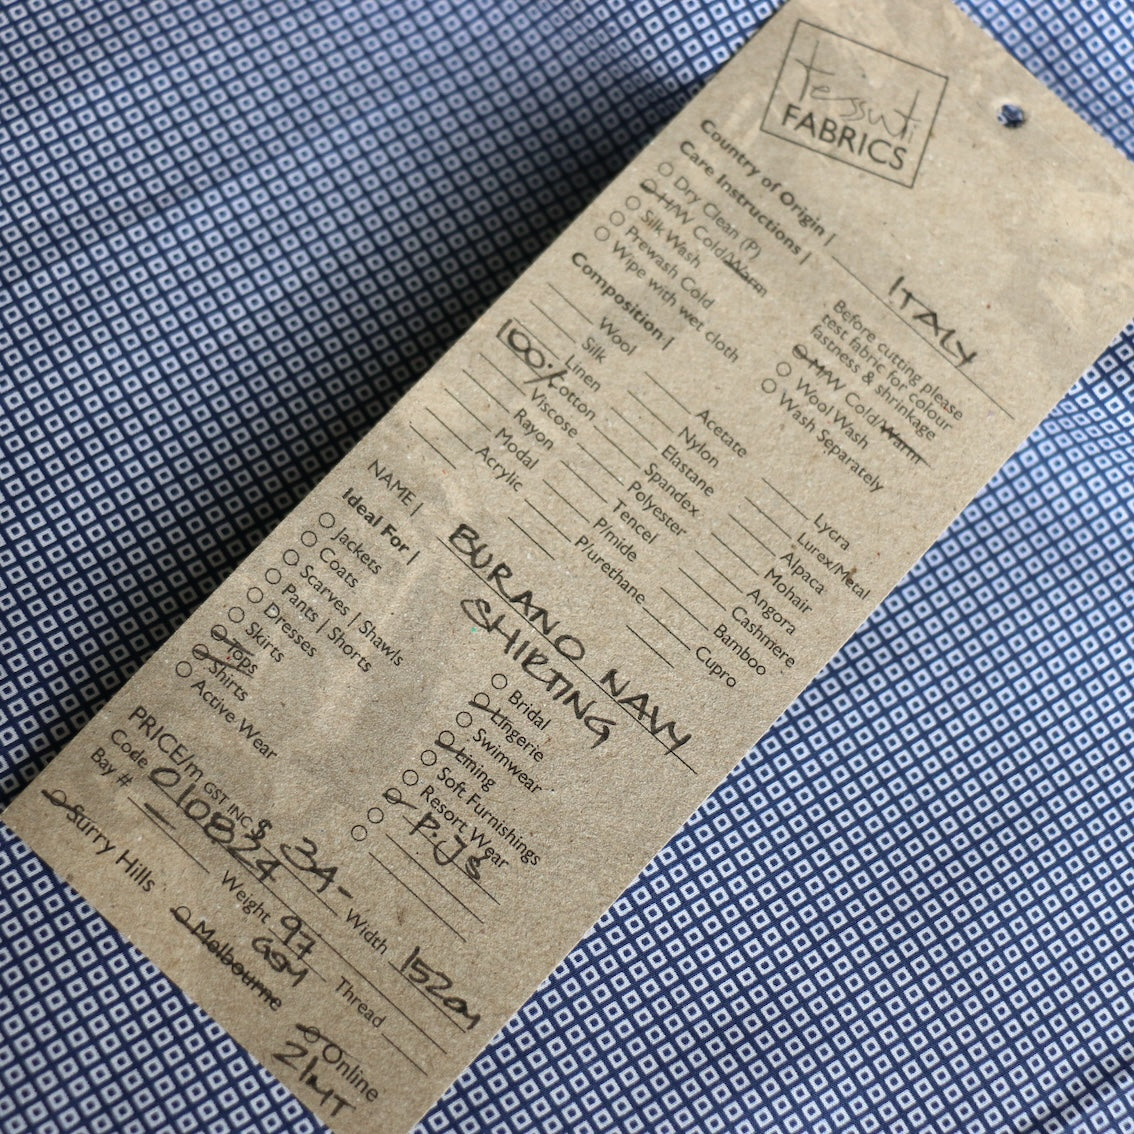 tessuti
FABRICS
Country of Origin | ITALY
Care Instructions |
Dry Clean (P)
H/W Cold/Warm
Silk Wash
Prewash Cold
Wipe with wet cloth
Before cutting please
test fabric for colour
fastness & shrinkage
H/W Cold/Warm
Wool Wash
Wash Separately
Composition |
Wool
Silk
Linen
100% Cotton
Viscose
Rayon
Modal
Acrylic
Acetate
Nylon
Elastane
Spandex
Polyester
Tencel
P/mide
P/urethane
Lycra
Lurex/Metal
Alpaca
Mohair
Angora
Cashmere
Bamboo
Cupro
NAME | BURANO NAVY
SHIRTING
Ideal For |
Jackets
Coats
Scarves | Shawls
Pants | Shorts
Dresses
Skirts
Tops
Shirts
Active Wear
Bridal
Lingerie
Swimwear
Lining
Soft Furnishings
Resort Wear
PJ's
PRICE/m GST INC $ 34-
Code 010824
Bay # -
Width 152cm
Weight 97
GSM
Thread
Surry Hills
Melbourne
Online